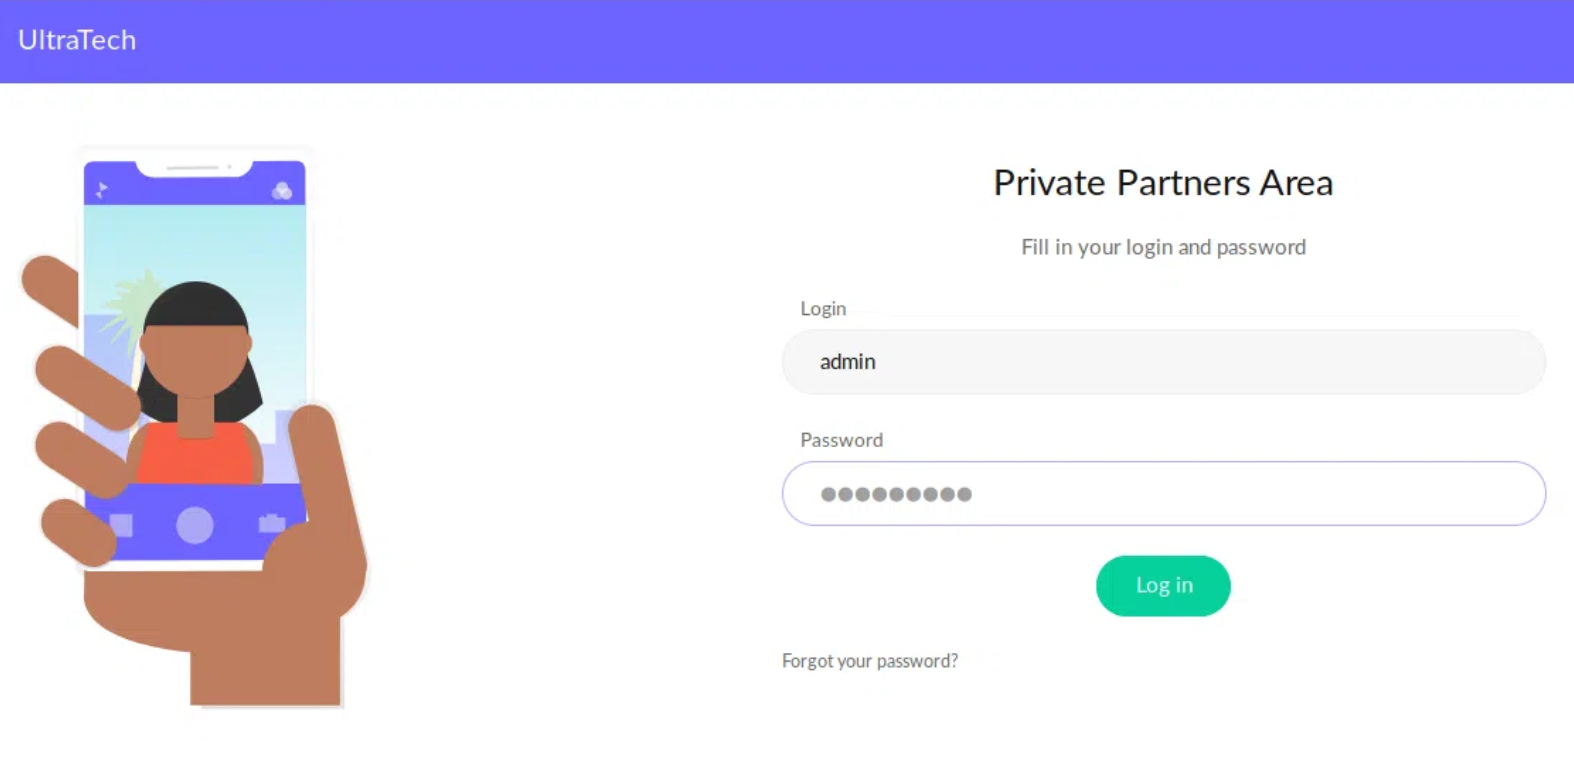 UltraTech
Private Partners Area
Fill in your login and password
Login
admin
Password
●●●●●●●●●
Log in
Forgot your password?